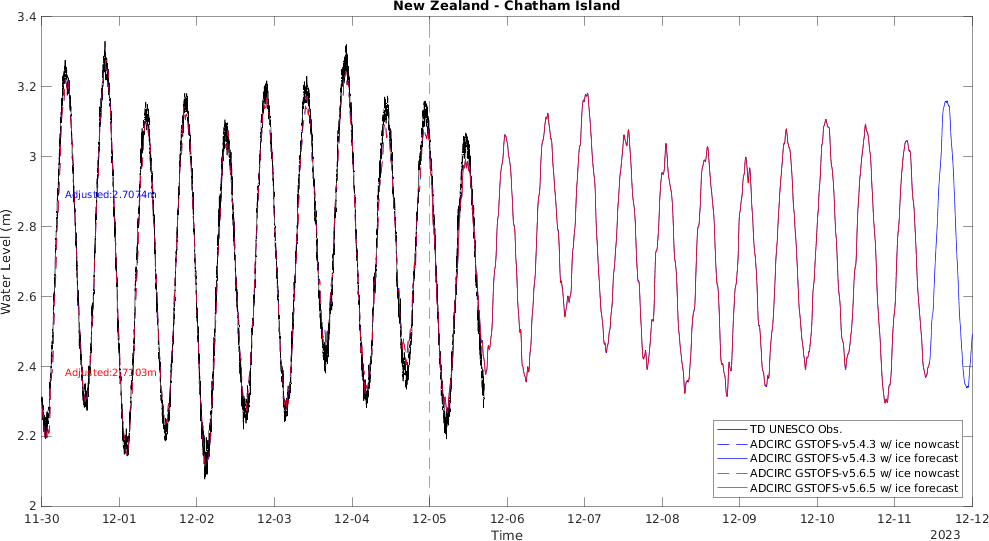 New Zealand - Chatham Island
3.4
3.2
3
2.8
2.6
2.4
2.2
2
Water Level (m)
Adjusted:2.7074m
Adjusted:2.7103m
TD UNESCO Obs.
ADCIRC GSTOFS-v5.4.3 w/ ice nowcast
ADCIRC GSTOFS-v5.4.3 w/ ice forecast
ADCIRC GSTOFS-v5.6.5 w/ ice nowcast
ADCIRC GSTOFS-v5.6.5 w/ ice forecast
11-30 12-01 12-02 12-03 12-04 12-05 12-06 12-07 12-08 12-09 12-10 12-11 12-12
Time
2023